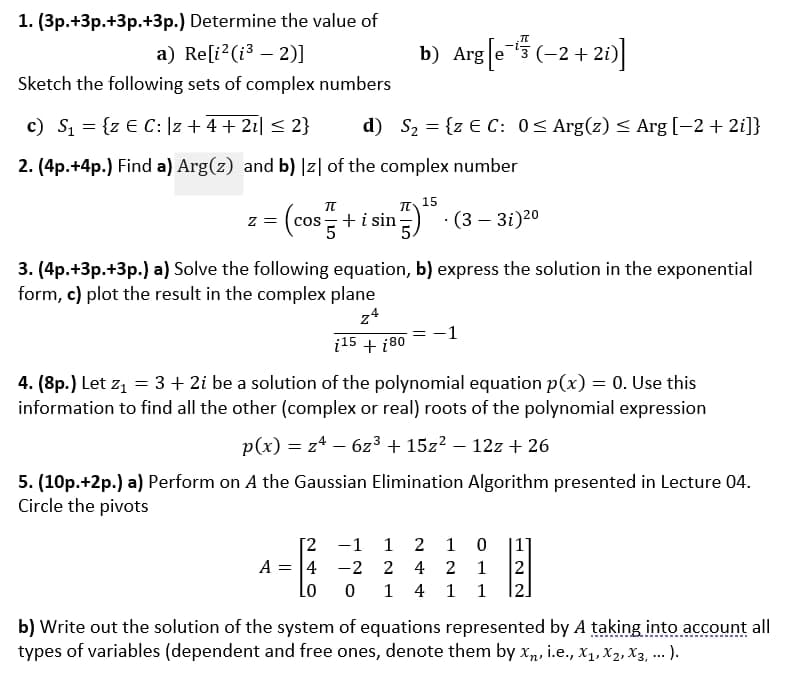 1. (3p.+3p.+3p.+3p.) Determine the value of
a) Re[i²(i³ − 2)]  b) Arg[e^(−iπ/3) (−2 + 2i)]
Sketch the following sets of complex numbers
c) S₁ = {z ∈ C: |z + \overline{4 + 2i}| ≤ 2}  d) S₂ = {z ∈ C: 0 ≤ Arg(z) ≤ Arg [−2 + 2i]}
2. (4p.+4p.) Find a) Arg(z) and b) |z| of the complex number
z = (cos π/5 + i sin π/5)¹⁵ · (3 − 3i)²⁰
3. (4p.+3p.+3p.) a) Solve the following equation, b) express the solution in the exponential
form, c) plot the result in the complex plane
z⁴ / (i¹⁵ + i⁸⁰) = −1
4. (8p.) Let z₁ = 3 + 2i be a solution of the polynomial equation p(x) = 0. Use this
information to find all the other (complex or real) roots of the polynomial expression
p(x) = z⁴ − 6z³ + 15z² − 12z + 26
5. (10p.+2p.) a) Perform on A the Gaussian Elimination Algorithm presented in Lecture 04.
Circle the pivots
[2 −1 1 2 1 0 |1]
A = |4 −2 2 4 2 1 |2|
[0 0 1 4 1 1 |2]
b) Write out the solution of the system of equations represented by A taking into account all
types of variables (dependent and free ones, denote them by xₙ, i.e., x₁, x₂, x₃, ... ).